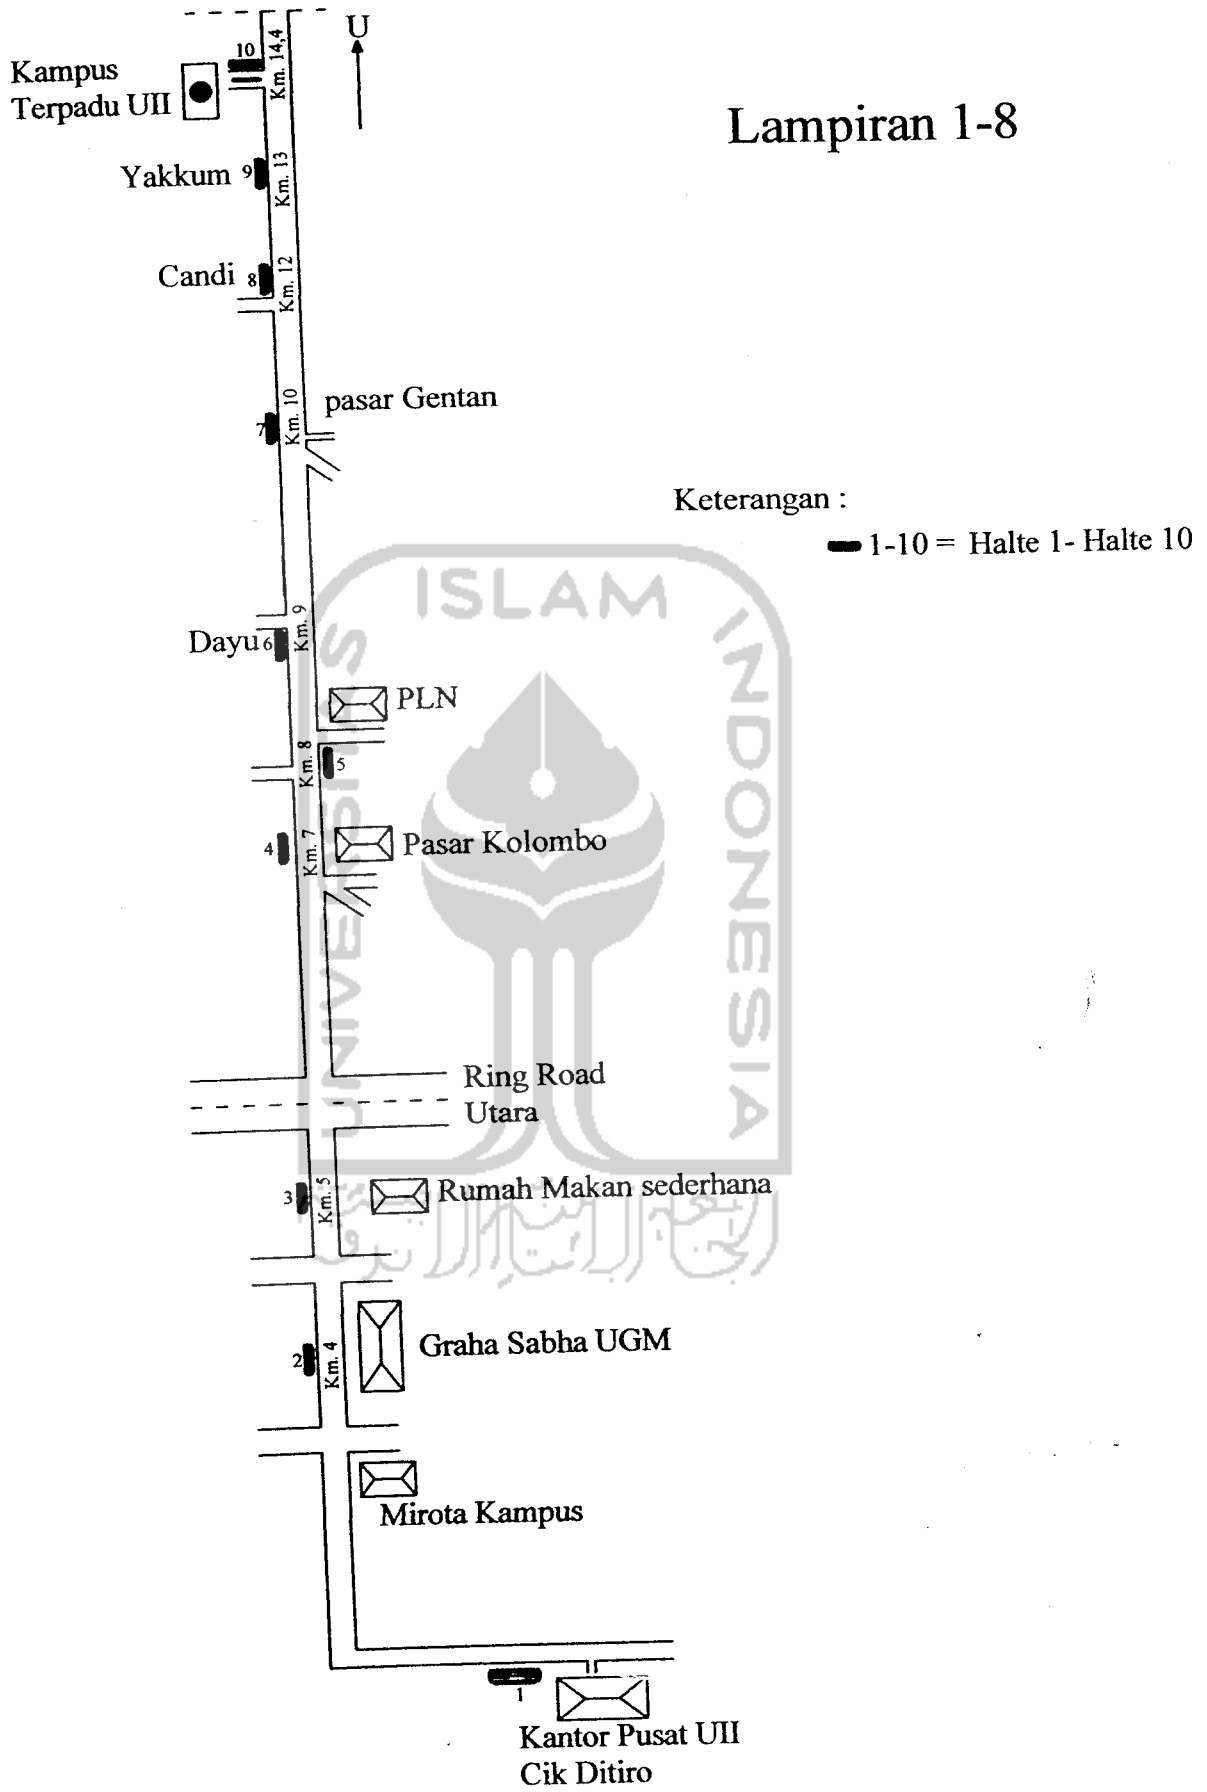 U
10
Km. 14,4
Kampus
Terpadu UII
Lampiran 1-8
Yakkum
9
Km. 13
Candi
8
Km. 12
pasar Gentan
7
Km. 10
Keterangan :
1-10 = Halte 1- Halte 10
ISLAM
UNIVERSITAS
INDONESIA
Km. 9
Dayu
6
PLN
Km. 8
5
4
Km. 7
Pasar Kolombo
Ring Road
Utara
3
Km. 5
Rumah Makan sederhana
2
Km. 4
Graha Sabha UGM
Mirota Kampus
1
Kantor Pusat UII
Cik Ditiro